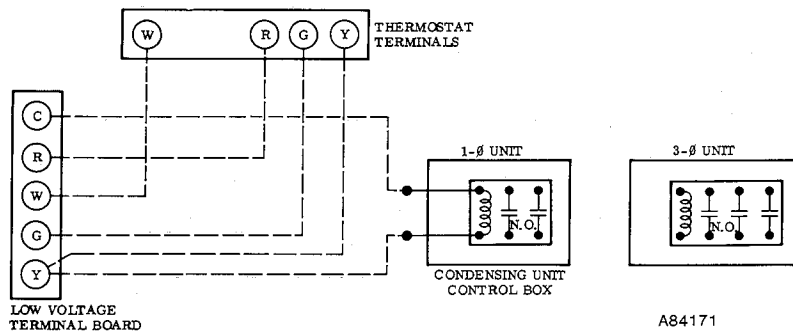 THERMOSTAT
TERMINALS
W
R
G
Y
C
R
W
G
Y
LOW VOLTAGE
TERMINAL BOARD
1-Ø UNIT
N.O.
CONDENSING UNIT
CONTROL BOX
3-Ø UNIT
N.O.
A84171